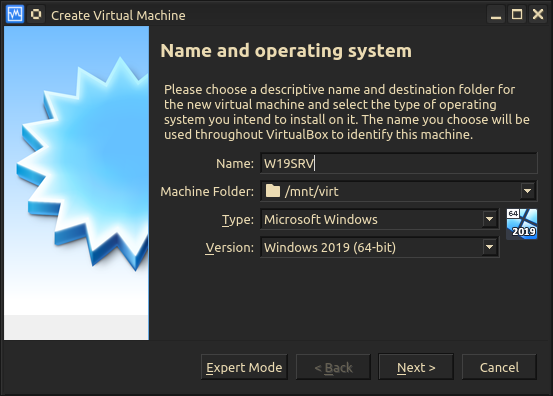 Create Virtual Machine
Name and operating system
Please choose a descriptive name and destination folder for
the new virtual machine and select the type of operating
system you intend to install on it. The name you choose will be
used throughout VirtualBox to identify this machine.
Name: W19SRV
Machine Folder: /mnt/virt
Type: Microsoft Windows
64
2019
Version: Windows 2019 (64-bit)
Expert Mode < Back Next > Cancel